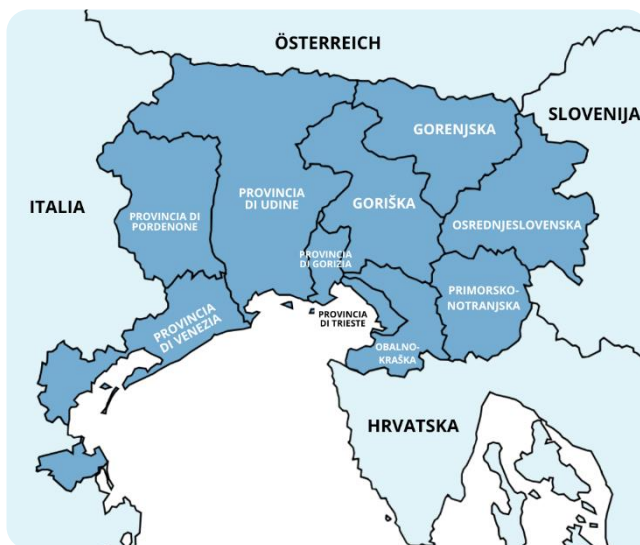 ÖSTERREICH
SLOVENIJA
GORENJSKA
ITALIA
PROVINCIA
DI UDINE
GORIŠKA
PROVINCIA DI
PORDENONE
OSREDNJESLOVENSKA
PROVINCIA
DI GORIZIA
PRIMORSKO-
NOTRANJSKA
PROVINCIA
DI TRIESTE
PROVINCIA
DI VENEZIA
OBALNO-
KRAŠKA
HRVATSKA